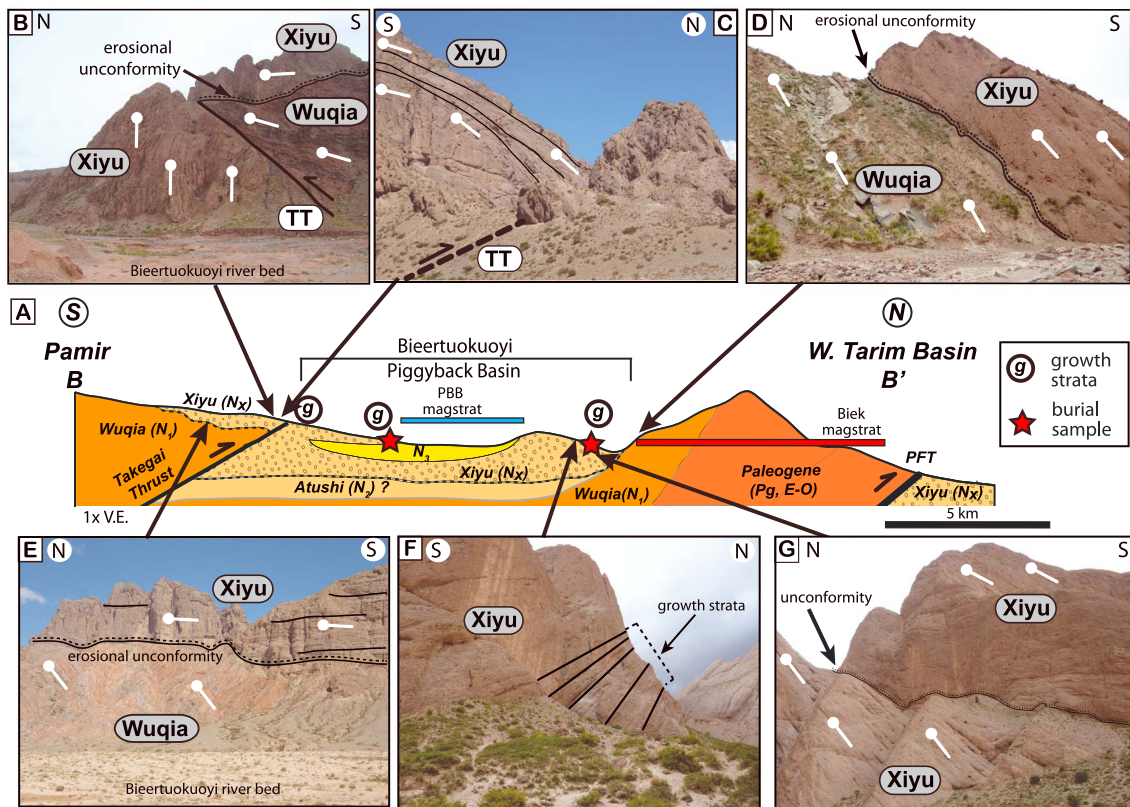 B N S
Xiyu
erosional
unconformity
Wuqia
Xiyu
TT
Bieertuokuoyi river bed
S N C
Xiyu
TT
D N S
erosional unconformity
Xiyu
Wuqia
A S N
Pamir
B
Bieertuokuoyi
Piggyback Basin
PBB
magstrat
W. Tarim Basin
B'
Biek
magstrat
g growth
strata
burial
sample
g
g
g
Xiyu (Nx)
Wuqia (N1)
Takegai
Thrust
N3
Xiyu (Nx)
Atushi (N2) ?
Wuqia(N1)
Paleogene
(Pg, E-O)
PFT
Xiyu (Nx)
1x V.E.
5 km
E N S
Xiyu
erosional unconformity
Wuqia
Bieertuokuoyi river bed
F S N
Xiyu
growth strata
G N S
unconformity
Xiyu
Xiyu